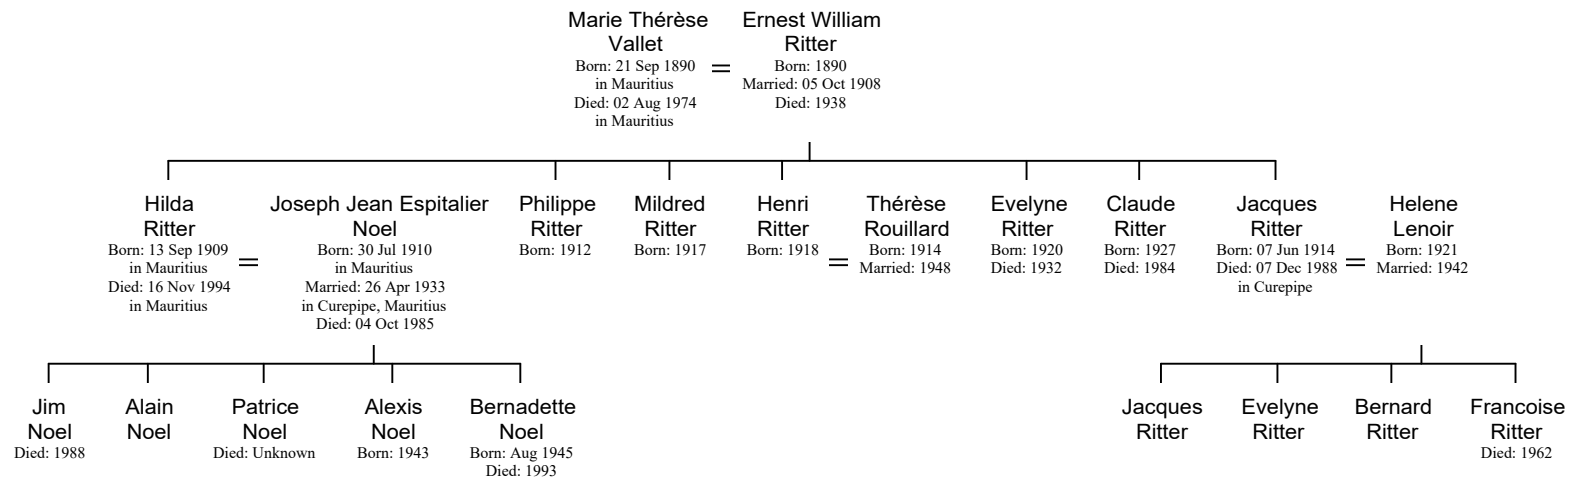 Marie Thérèse
Vallet
Born: 21 Sep 1890
in Mauritius
Died: 02 Aug 1974
in Mauritius
=
Ernest William
Ritter
Born: 1890
Married: 05 Oct 1908
Died: 1938
Hilda
Ritter
Born: 13 Sep 1909
in Mauritius
Died: 16 Nov 1994
in Mauritius
=
Joseph Jean Espitalier
Noel
Born: 30 Jul 1910
in Mauritius
Married: 26 Apr 1933
in Curepipe, Mauritius
Died: 04 Oct 1985
Philippe
Ritter
Born: 1912
Mildred
Ritter
Born: 1917
Henri
Ritter
Born: 1918
=
Thérèse
Rouillard
Born: 1914
Married: 1948
Evelyne
Ritter
Born: 1920
Died: 1932
Claude
Ritter
Born: 1927
Died: 1984
Jacques
Ritter
Born: 07 Jun 1914
Died: 07 Dec 1988
in Curepipe
=
Helene
Lenoir
Born: 1921
Married: 1942
Jim
Noel
Died: 1988
Alain
Noel
Patrice
Noel
Died: Unknown
Alexis
Noel
Born: 1943
Bernadette
Noel
Born: Aug 1945
Died: 1993
Jacques
Ritter
Evelyne
Ritter
Bernard
Ritter
Francoise
Ritter
Died: 1962